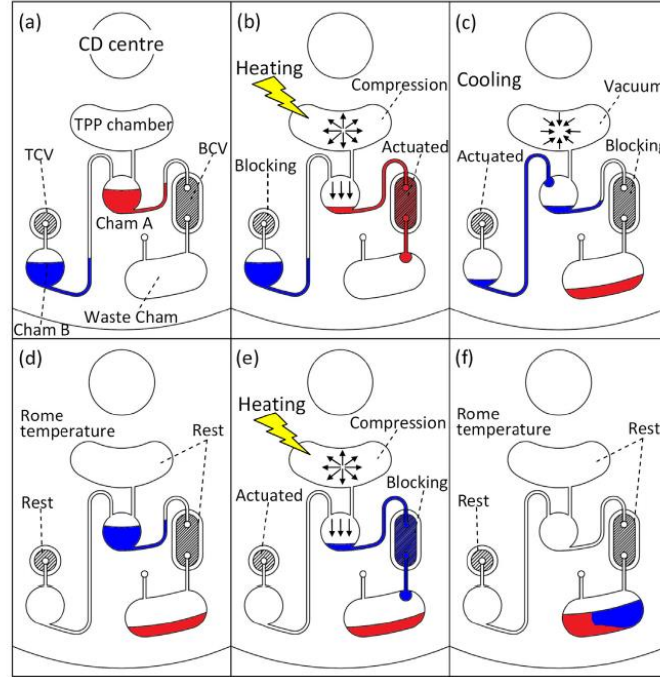 (a)
CD centre
TPP chamber
TCV
BCV
Cham A
Cham B
Waste Cham
(b)
Heating
Compression
Blocking
Actuated
(c)
Cooling
Vacuum
Actuated
Blocking
(d)
Rome
temperature
Rest
Rest
(e)
Heating
Compression
Actuated
Blocking
(f)
Rome
temperature
Rest
Rest